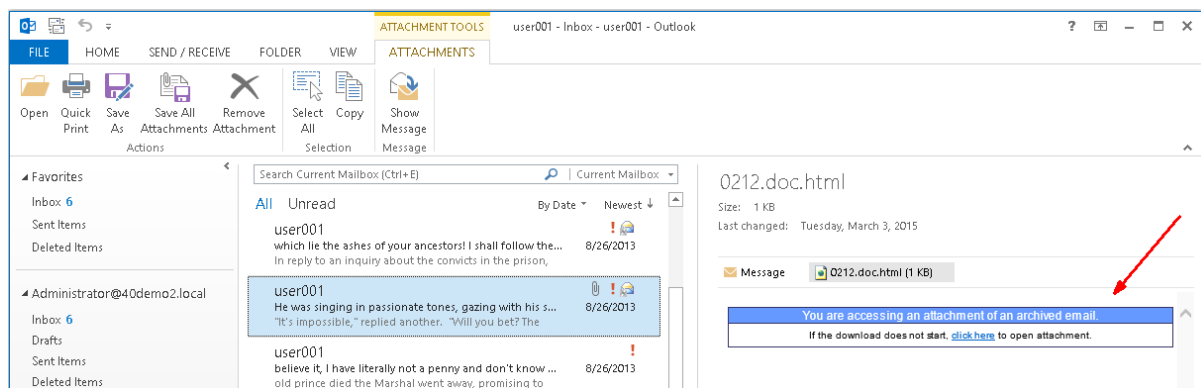 ATTACHMENT TOOLS
user001 - Inbox - user001 - Outlook
?
FILE HOME SEND / RECEIVE FOLDER VIEW ATTACHMENTS
Open
Quick Print
Save As
Save All Attachments
Remove Attachment
Select All
Copy
Show Message
Actions
Selection
Message
Favorites
Inbox 6
Sent Items
Deleted Items
Administrator@40demo2.local
Inbox 6
Drafts
Sent Items
Deleted Items
Search Current Mailbox (Ctrl+E)
Current Mailbox
All Unread
By Date Newest ↓
user001
which lie the ashes of your ancestors! I shall follow the... 8/26/2013
In reply to an inquiry about the convicts in the prison,
user001
He was singing in passionate tones, gazing with his s... 8/26/2013
"It's impossible," replied another. "Will you bet? The
user001
believe it, I have literally not a penny and don't know ... 8/26/2013
old prince died the Marshal went away, promising to
0212.doc.html
Size: 1 KB
Last changed: Tuesday, March 3, 2015
Message
0212.doc.html (1 KB)
You are accessing an attachment of an archived email.
If the download does not start, click here to open attachment.